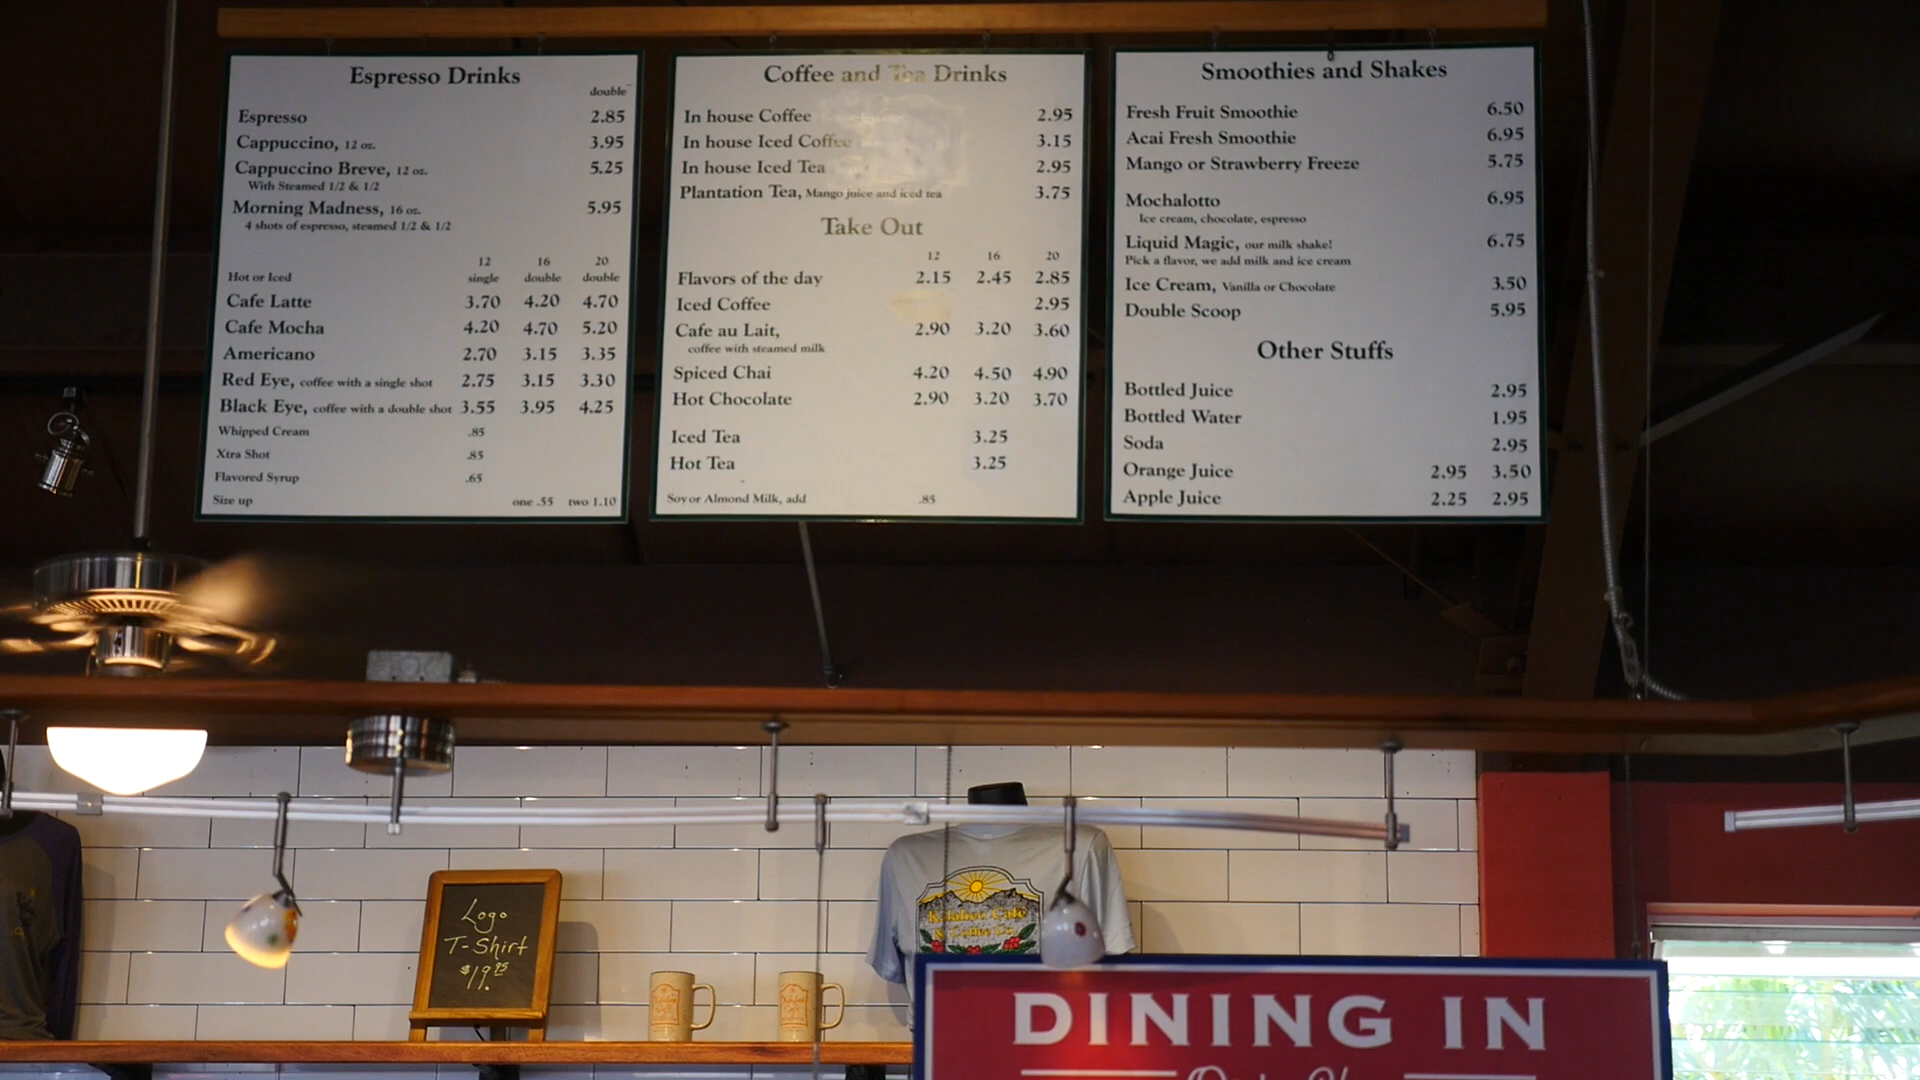 Espresso Drinks
double
Espresso 2.85
Cappuccino, 12 oz. 3.95
Cappuccino Breve, 12 oz. 5.25
With Steamed 1/2 & 1/2
Morning Madness, 16 oz. 5.95
4 shots of espresso, steamed 1/2 & 1/2
12 16 20
Hot or Iced single double double
Cafe Latte 3.70 4.20 4.70
Cafe Mocha 4.20 4.70 5.20
Americano 2.70 3.15 3.35
Red Eye, coffee with a single shot 2.75 3.15 3.30
Black Eye, coffee with a double shot 3.55 3.95 4.25
Whipped Cream .85
Xtra Shot .85
Flavored Syrup .65
Size up one .55 two 1.10
Coffee and Tea Drinks
In house Coffee 2.95
In house Iced Coffee 3.15
In house Iced Tea 2.95
Plantation Tea, Mango juice and iced tea 3.75
Take Out
12 16 20
Flavors of the day 2.15 2.45 2.85
Iced Coffee 2.95
Cafe au Lait, 2.90 3.20 3.60
coffee with steamed milk
Spiced Chai 4.20 4.50 4.90
Hot Chocolate 2.90 3.20 3.70
Iced Tea 3.25
Hot Tea 3.25
Soy or Almond Milk, add .85
Smoothies and Shakes
Fresh Fruit Smoothie 6.50
Acai Fresh Smoothie 6.95
Mango or Strawberry Freeze 5.75
Mochalotto 6.95
Ice cream, chocolate, espresso
Liquid Magic, our milk shake! 6.75
Pick a flavor, we add milk and ice cream
Ice Cream, Vanilla or Chocolate 3.50
Double Scoop 5.95
Other Stuffs
Bottled Juice 2.95
Bottled Water 1.95
Soda 2.95
Orange Juice 2.95 3.50
Apple Juice 2.25 2.95
Logo
T-Shirt
$19.95
Kalaheo Cafe
& Coffee Co.
DINING IN